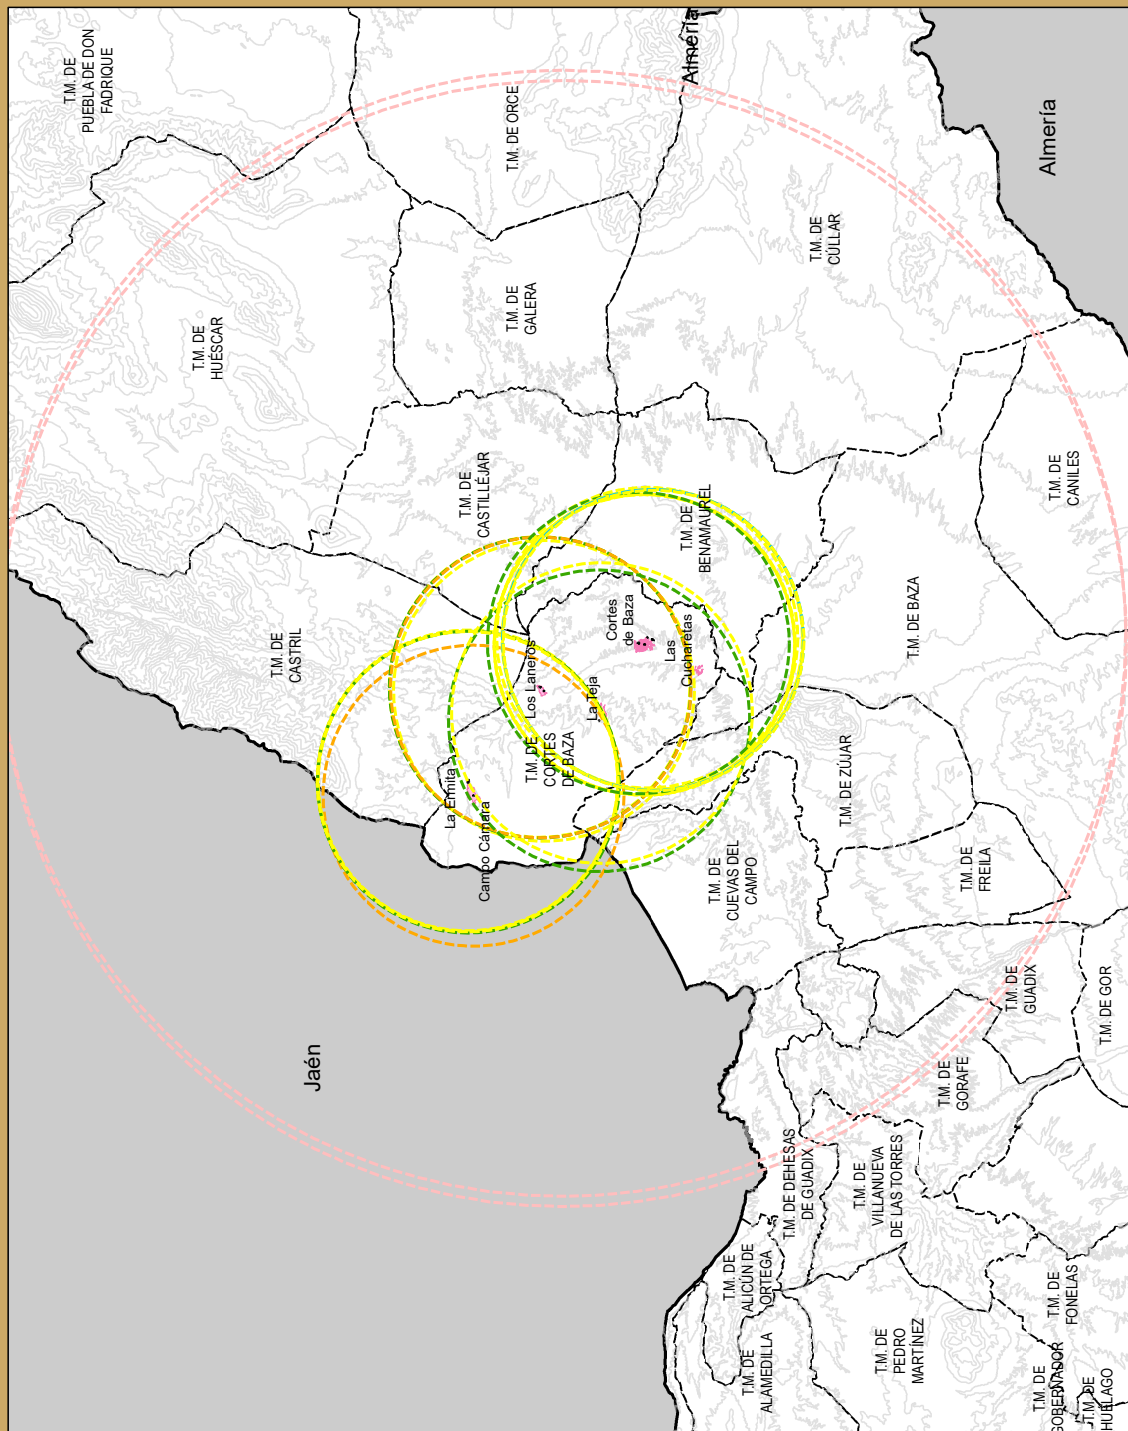 T.M. DE
PUEBLA DE DON
FADRIQUE
Almería
T.M. DE ORCE
Almería
T.M. DE
CÚLLAR
T.M. DE
GALERA
T.M. DE
HUÉSCAR
T.M. DE
CASTILLÉJAR
T.M. DE
CANILES
T.M. DE
BENAMAUREL
T.M. DE BAZA
T.M. DE
CASTRIL
Cortes
de Baza
Las
Cucharetas
Los Laneros
La Teja
T.M. DE
CORTES
DE BAZA
La Ermita
Campo Cámara
T.M. DE ZÚJAR
T.M. DE
CUEVAS DEL
CAMPO
T.M. DE
FREILA
T.M. DE
GUADIX
T.M. DE GOR
Jaén
T.M. DE
GORAFE
T.M. DE DEHESAS
DE GUADIX
T.M. DE
VILLANUEVA
DE LAS TORRES
T.M. DE
ALICÚN DE
ORTEGA
T.M. DE
FONELAS
T.M. DE
ALAMEDILLA
T.M. DE
PEDRO
MARTÍNEZ
T.M. DE
GOBERNADOR
T.M. DE
HUELAGO